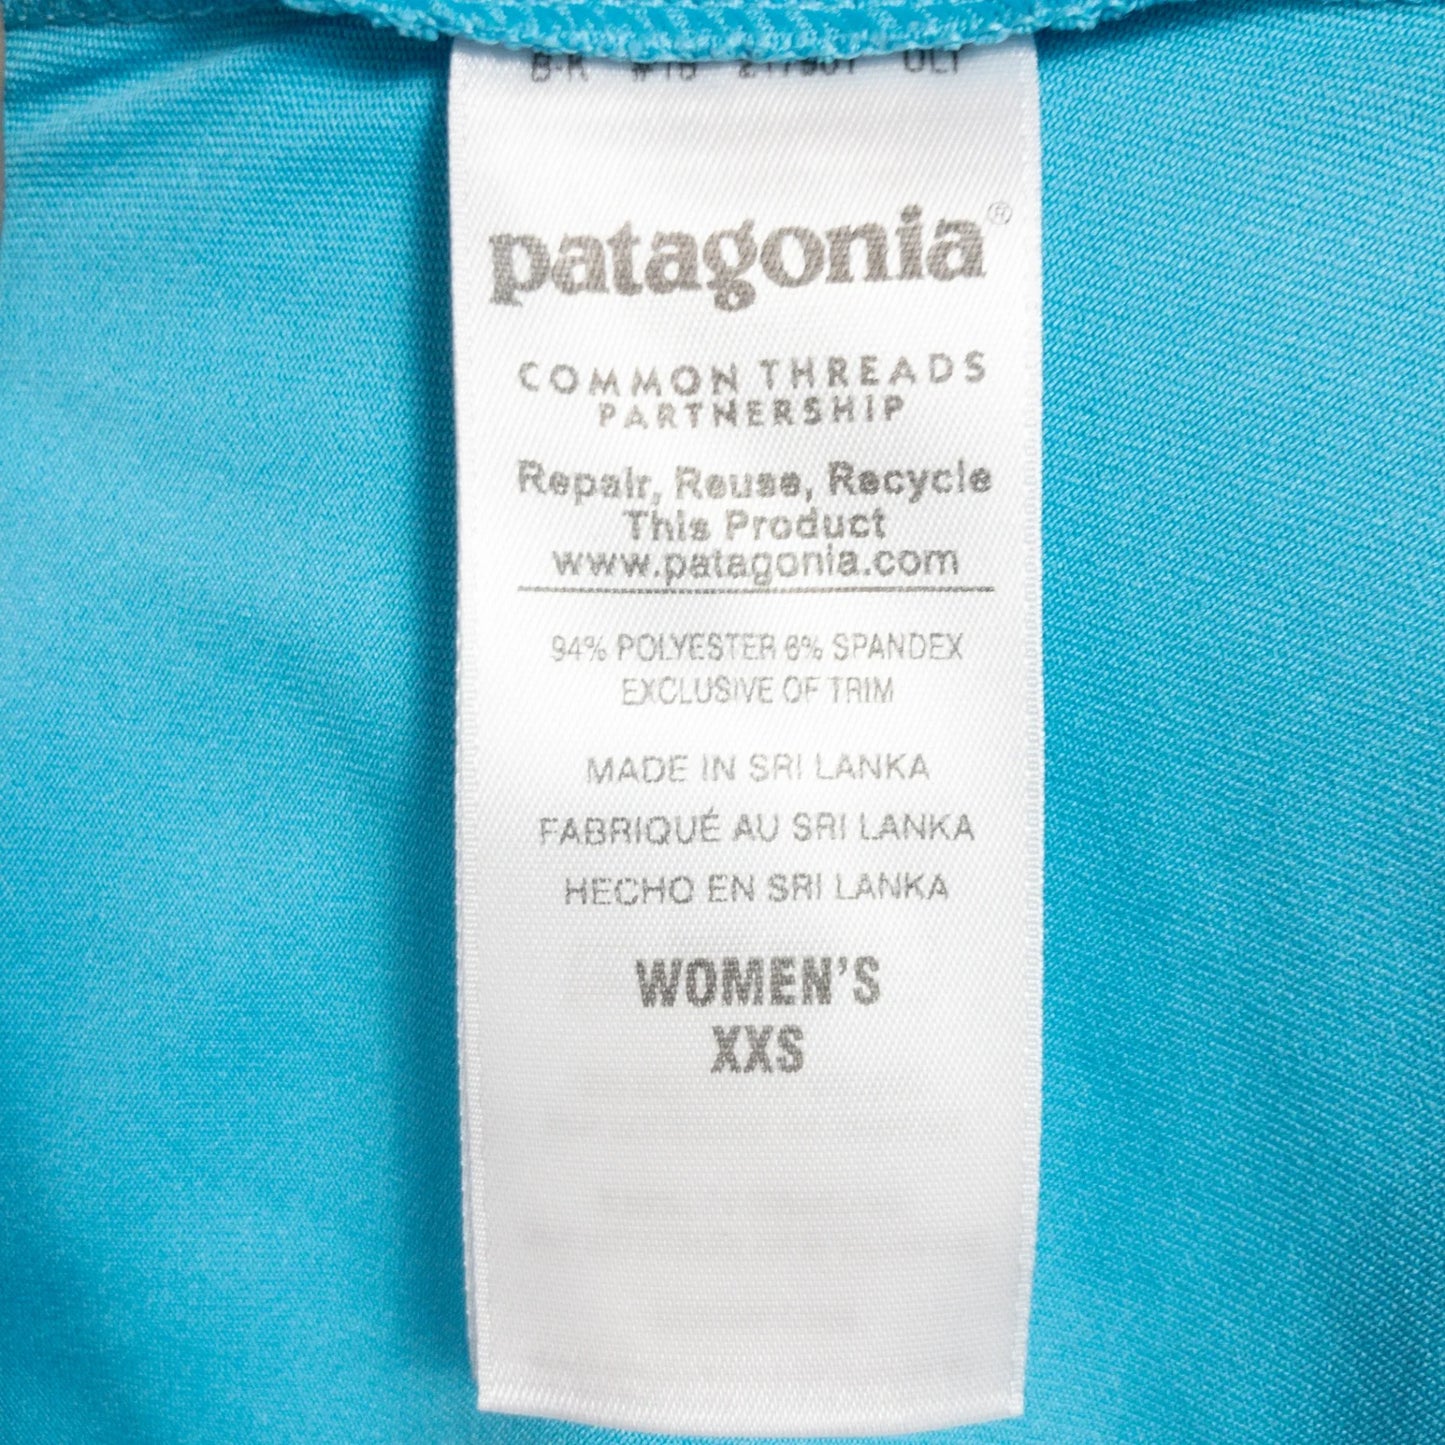 patagonia®
COMMON THREADS
PARTNERSHIP
Repair, Reuse, Recycle
This Product
www.patagonia.com
94% POLYESTER 6% SPANDEX
EXCLUSIVE OF TRIM
MADE IN SRI LANKA
FABRIQUÉ AU SRI LANKA
HECHO EN SRI LANKA
WOMEN'S
XXS